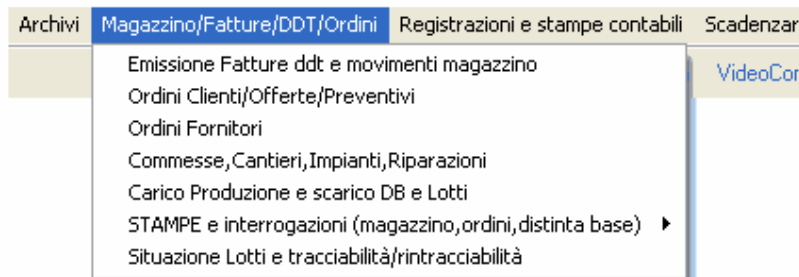 Archivi Magazzino/Fatture/DDT/Ordini Registrazioni e stampe contabili Scadenzar
Emissione Fatture ddt e movimenti magazzino
VideoCor
Ordini Clienti/Offerte/Preventivi
Ordini Fornitori
Commesse,Cantieri,Impianti,Riparazioni
Carico Produzione e scarico DB e Lotti
STAMPE e interrogazioni (magazzino,ordini,distinta base)
Situazione Lotti e tracciabilità/rintracciabilità